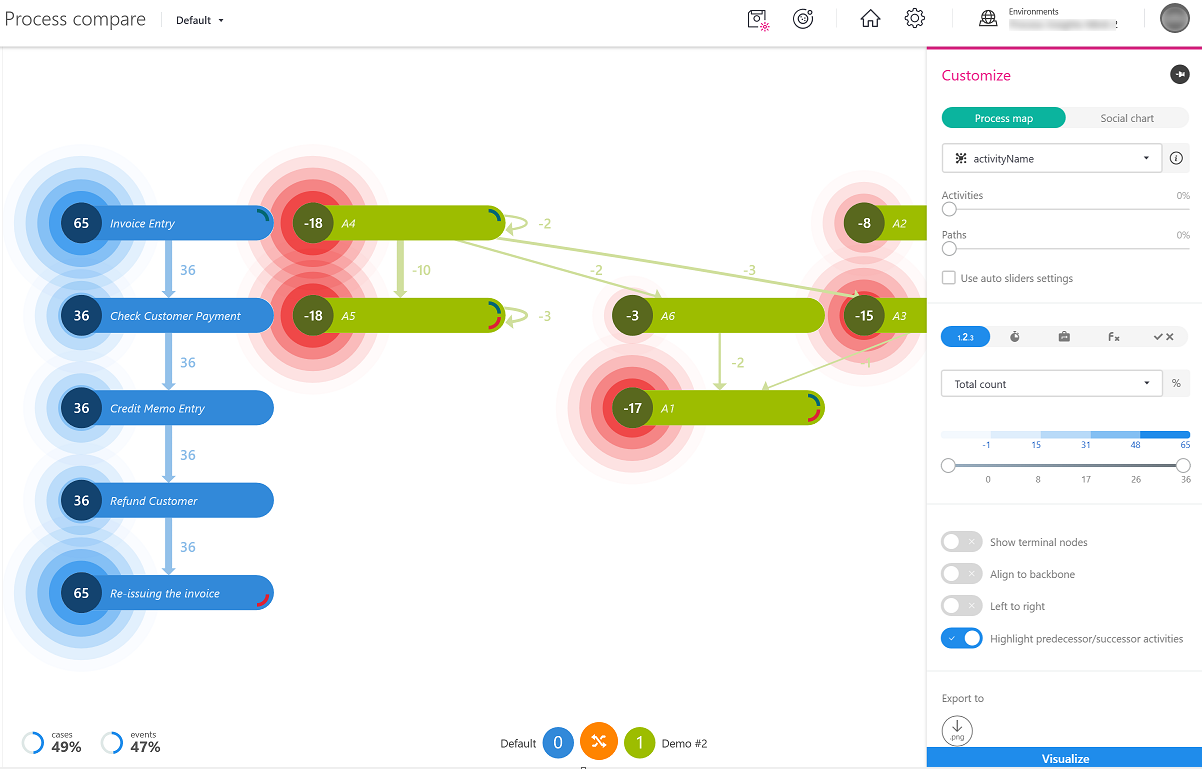 Process compare
Default
Environments
Customize
Process map
Social chart
activityName
Activities
0%
Paths
0%
Use auto sliders settings
1.2.3
Fx
Total count
%
-1 15 31 48 65
0 8 17 26 36
Show terminal nodes
Align to backbone
Left to right
Highlight predecessor/successor activities
Export to
.png
Visualize
65 Invoice Entry
-18 A4
-2
-8 A2
36
-10
-2
-3
36 Check Customer Payment
-18 A5
-3
-3 A6
-15 A3
36
-2
36 Credit Memo Entry
-17 A1
36
36 Refund Customer
36
65 Re-issuing the invoice
cases
49%
events
47%
Default 0
1 Demo #2